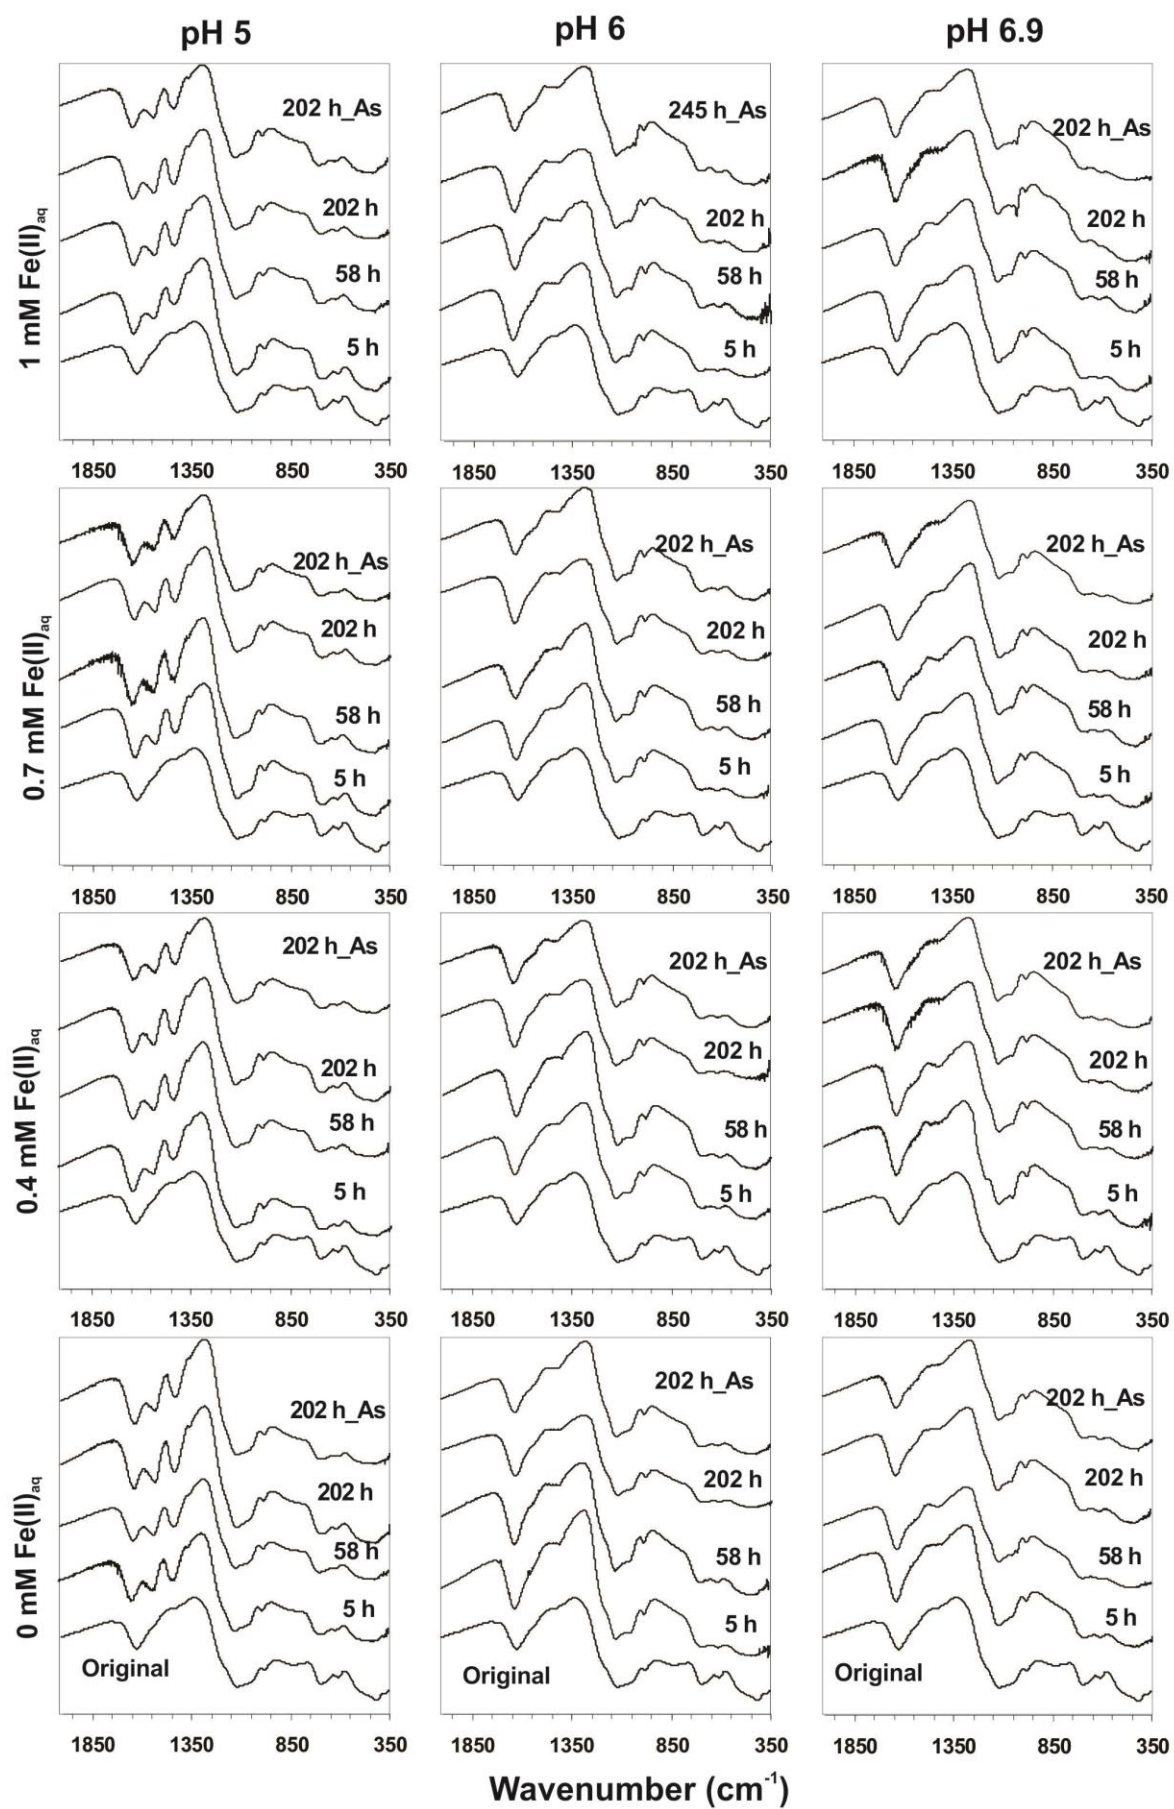 pH 5 pH 6 pH 6.9
1 mM Fe(II)aq
202 h_As 245 h_As 202 h_As
202 h 202 h 202 h
58 h 58 h 58 h
5 h 5 h 5 h
1850 1350 850 350 1850 1350 850 350 1850 1350 850 350
0.7 mM Fe(II)aq
202 h_As 202 h_As 202 h_As
202 h 202 h 202 h
58 h 58 h 58 h
5 h 5 h 5 h
1850 1350 850 350 1850 1350 850 350 1850 1350 850 350
0.4 mM Fe(II)aq
202 h_As 202 h_As 202 h_As
202 h 202 h 202 h
58 h 58 h 58 h
5 h 5 h 5 h
1850 1350 850 350 1850 1350 850 350 1850 1350 850 350
0 mM Fe(II)aq
202 h_As 202 h_As 202 h_As
202 h 202 h 202 h
58 h 58 h 58 h
5 h 5 h 5 h
Original Original Original
1850 1350 850 350 1850 1350 850 350 1850 1350 850 350
Wavenumber (cm-1)